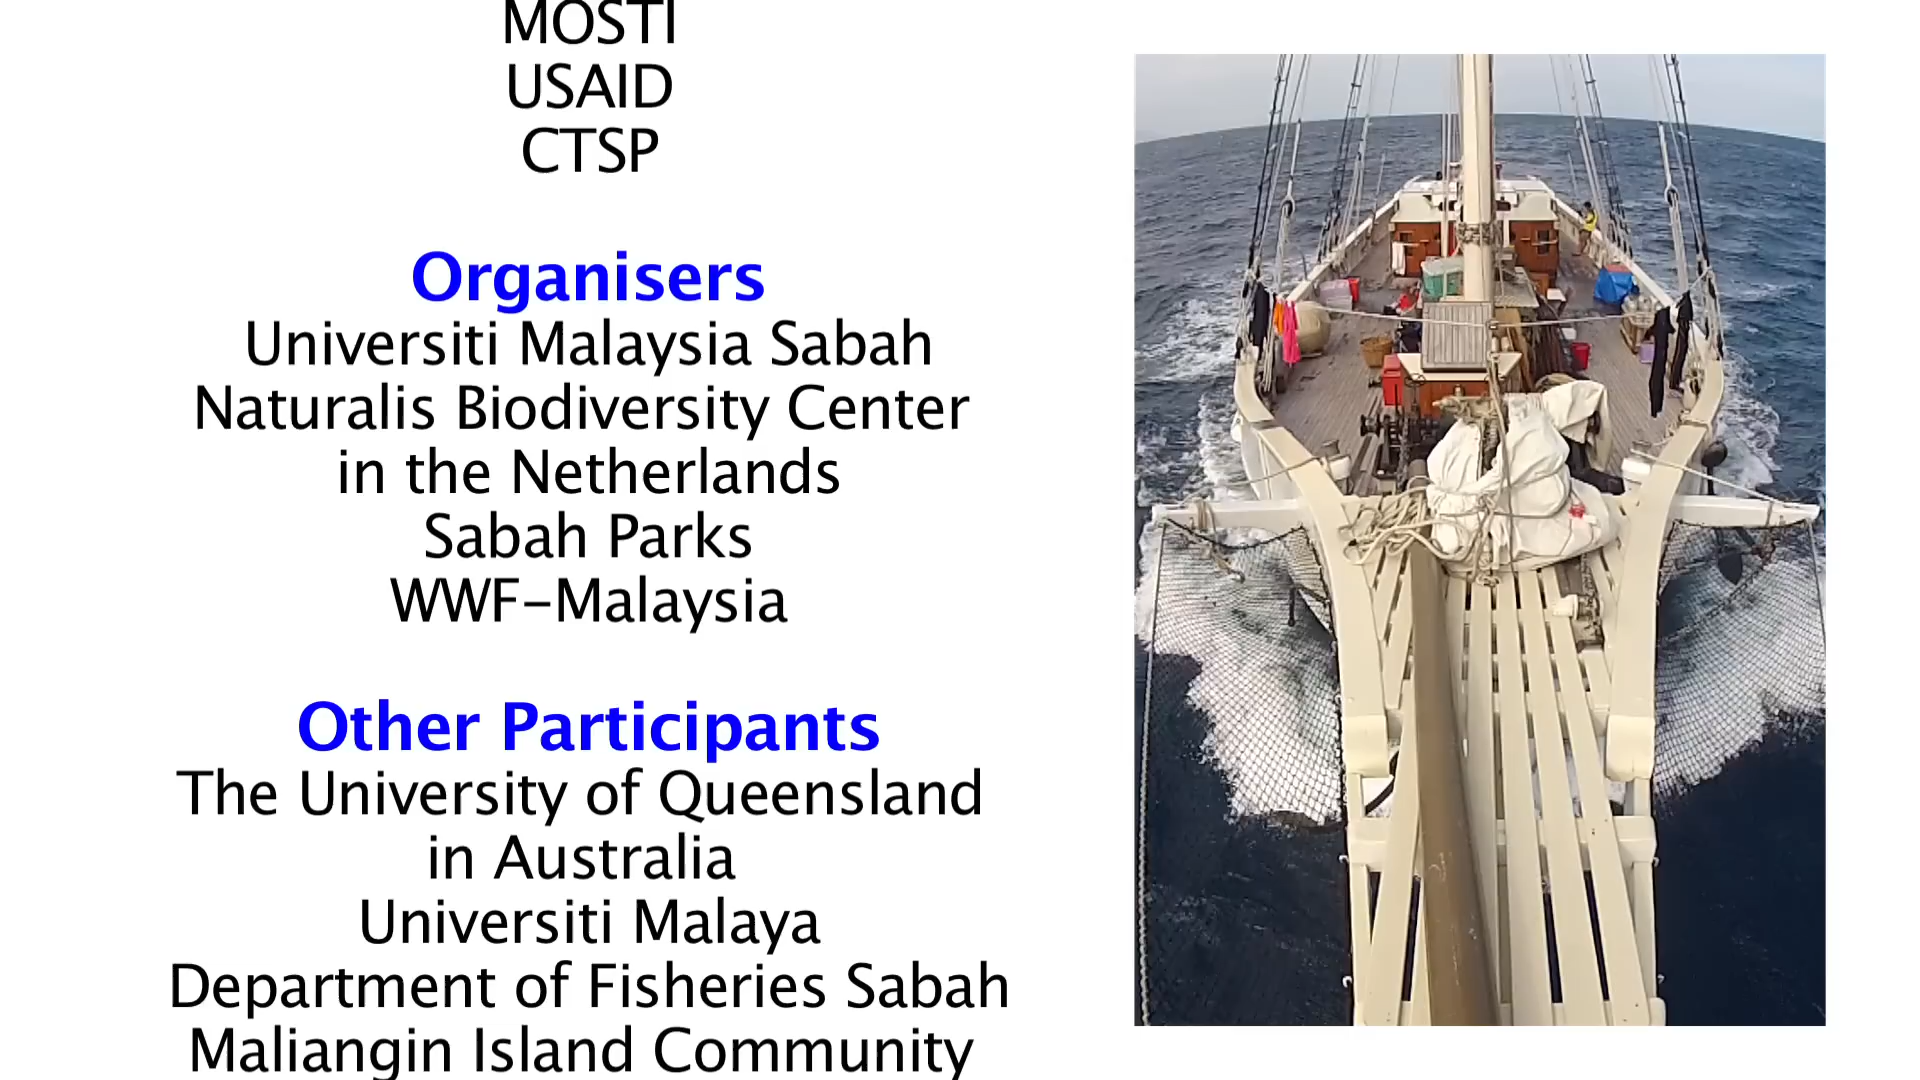 MOSTI
USAID
CTSP
Organisers
Universiti Malaysia Sabah
Naturalis Biodiversity Center
in the Netherlands
Sabah Parks
WWF–Malaysia
Other Participants
The University of Queensland
in Australia
Universiti Malaya
Department of Fisheries Sabah
Maliangin Island Community